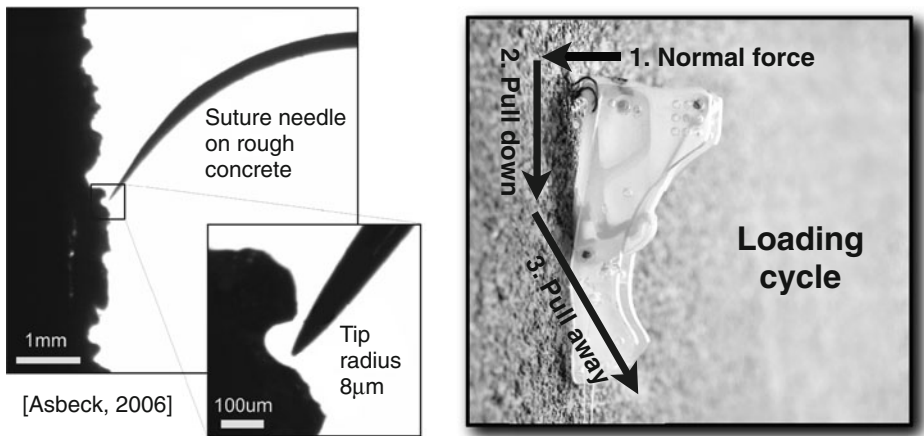 Suture needle
on rough
concrete
1mm
Tip
radius
8μm
100um
[Asbeck, 2006]
1. Normal force
2. Pull down
3. Pull away
Loading
cycle